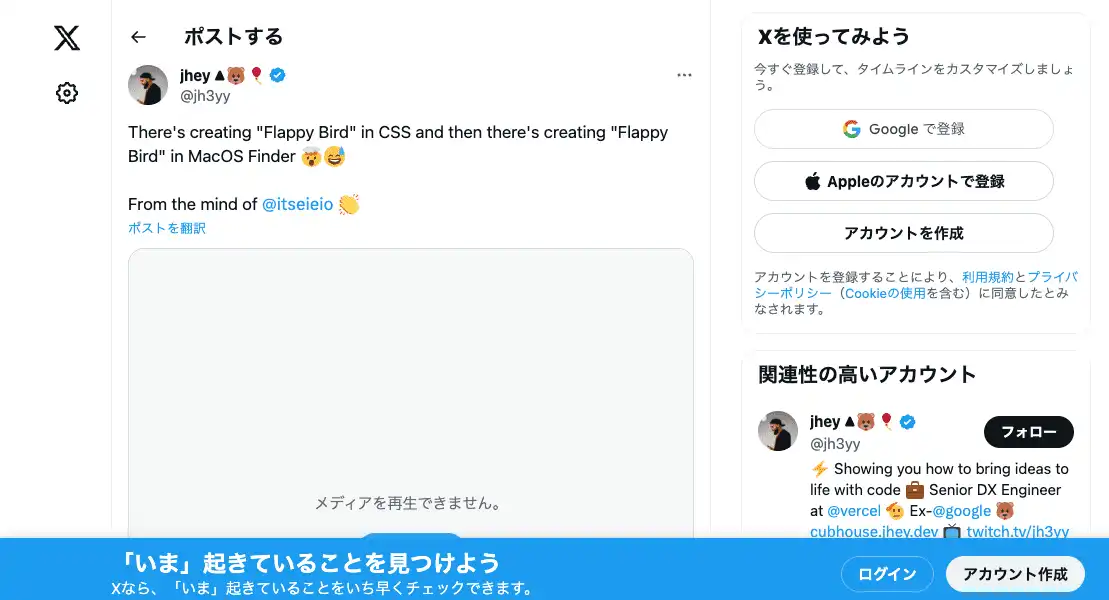 ポストする
jhey ▲🐻🎈
@jh3yy
There's creating "Flappy Bird" in CSS and then there's creating "Flappy
Bird" in MacOS Finder 🤯😅
From the mind of @itseieio 👏
ポストを翻訳
メディアを再生できません。
Xを使ってみよう
今すぐ登録して、タイムラインをカスタマイズしましょ
う。
Google で登録
Appleのアカウントで登録
アカウントを作成
アカウントを登録することにより、利用規約とプライバ
シーポリシー（Cookieの使用を含む）に同意したとみ
なされます。
関連性の高いアカウント
jhey ▲🐻🎈
@jh3yy
フォロー
⚡ Showing you how to bring ideas to
life with code 💼 Senior DX Engineer
at @vercel 🫡 Ex-@google 🐻
cubhouse.jhey.dev 📺 twitch.tv/jh3yy
「いま」起きていることを見つけよう
Xなら、「いま」起きていることをいち早くチェックできます。
ログイン
アカウント作成